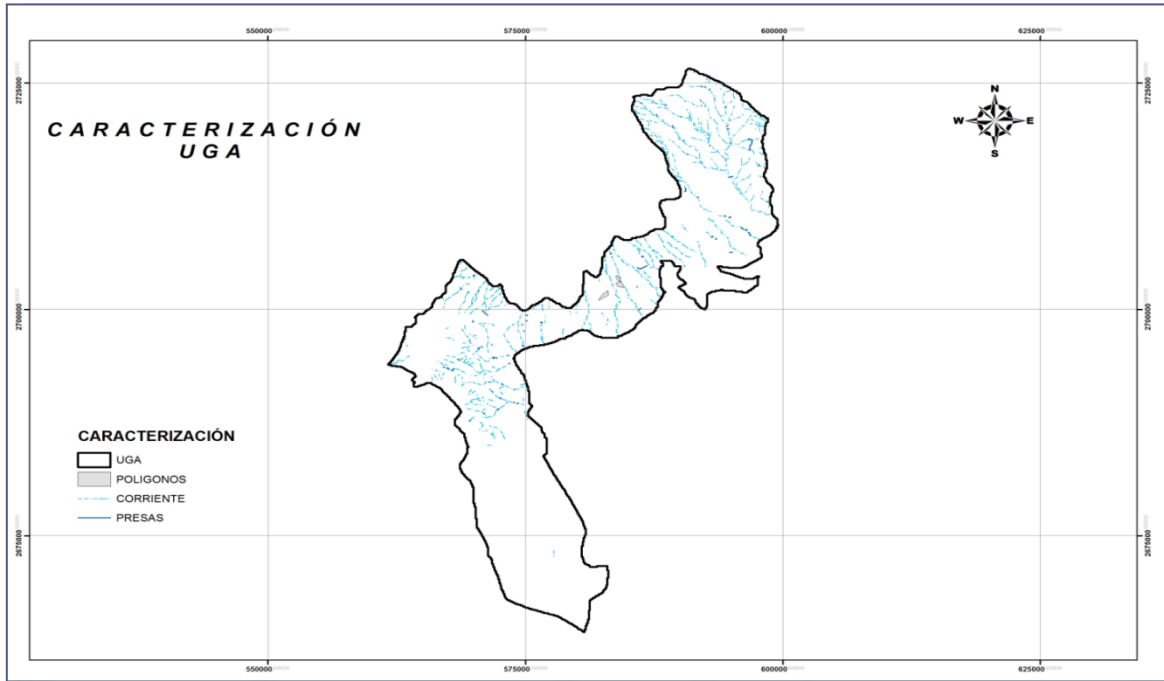 550000 575000 600000 625000
2725000 2725000
N
W E
S
CARACTERIZACIÓN
UGA
2700000 2700000
CARACTERIZACIÓN
UGA
POLIGONOS
CORRIENTE
PRESAS
2675000 2675000
550000 575000 600000 625000